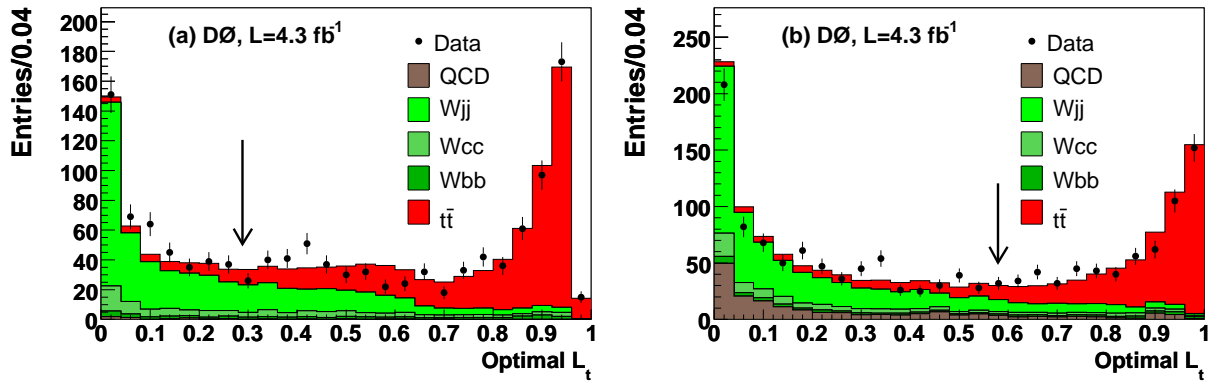 Entries/0.04
200
180
160
140
120
100
80
60
40
20
0
(a) DØ, L=4.3 fb-1
Data
QCD
Wjj
Wcc
Wbb
tt̄
0 0.1 0.2 0.3 0.4 0.5 0.6 0.7 0.8 0.9 1
Optimal Lt
Entries/0.04
250
200
150
100
50
0
(b) DØ, L=4.3 fb-1
Data
QCD
Wjj
Wcc
Wbb
tt̄
0 0.1 0.2 0.3 0.4 0.5 0.6 0.7 0.8 0.9 1
Optimal Lt